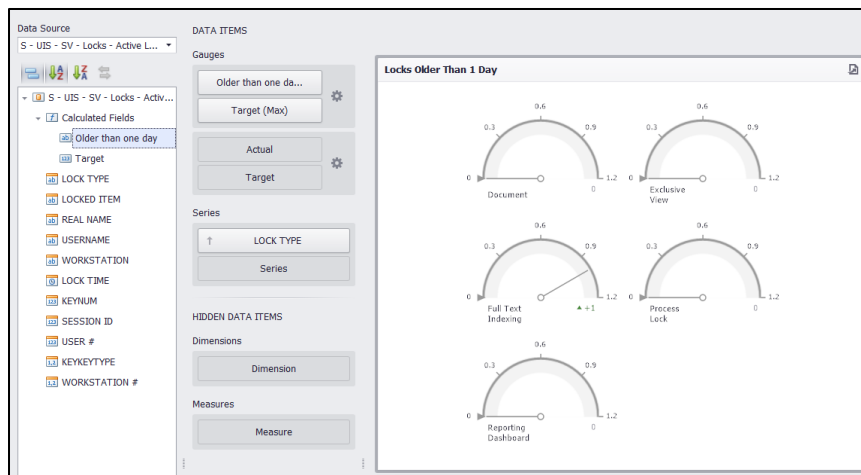 Data Source
S - UIS - SV - Locks - Active L...
S - UIS - SV - Locks - Activ...
Calculated Fields
Older than one day
Target
LOCK TYPE
LOCKED ITEM
REAL NAME
USERNAME
WORKSTATION
LOCK TIME
KEYNUM
SESSION ID
USER #
KEYKEYTYPE
WORKSTATION #
DATA ITEMS
Gauges
Older than one da...
Target (Max)
Actual
Target
Series
LOCK TYPE
Series
HIDDEN DATA ITEMS
Dimensions
Dimension
Measures
Measure
Locks Older Than 1 Day
0 0.3 0.6 0.9 1.2
Document
0
0 0.3 0.6 0.9 1.2
Exclusive
View
0
0 0.3 0.6 0.9 1.2
Full Text
Indexing
+1
0 0.3 0.6 0.9 1.2
Process
Lock
0
0 0.3 0.6 0.9 1.2
Reporting
Dashboard
0